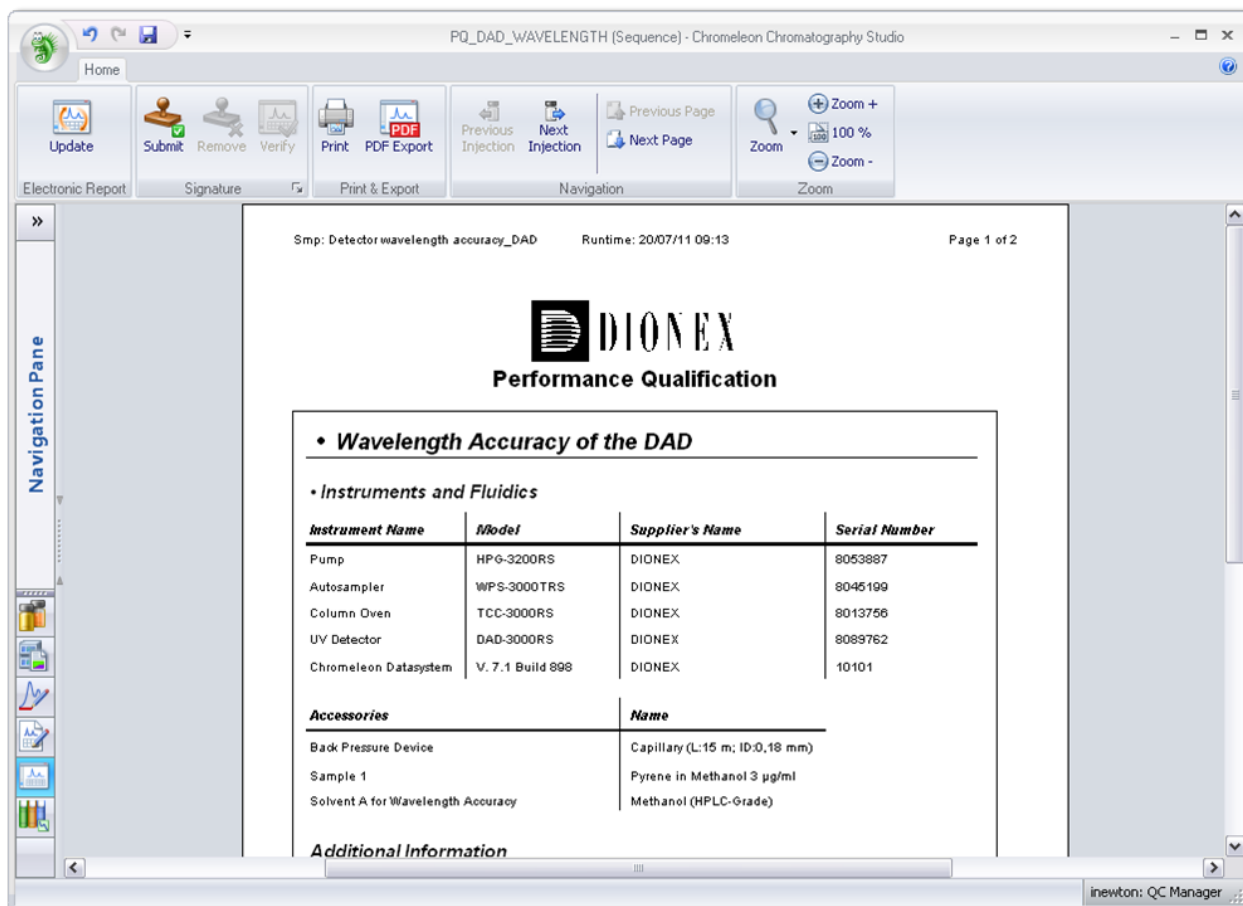 PQ_DAD_WAVELENGTH (Sequence) - Chromeleon Chromatography Studio
Home
Update
Submit Remove Verify
Print PDF Export
Previous Injection
Next Injection
Previous Page
Next Page
Zoom
Zoom +
100 %
Zoom -
Electronic Report
Signature
Print & Export
Navigation
Zoom
Navigation Pane
Smp: Detector wavelength accuracy_DAD Runtime: 20/07/11 09:13 Page 1 of 2
DIONEX
Performance Qualification
• Wavelength Accuracy of the DAD
• Instruments and Fluidics
Instrument Name Model Supplier's Name Serial Number
Pump HPG-3200RS DIONEX 8053887
Autosampler WPS-3000TRS DIONEX 8045199
Column Oven TCC-3000RS DIONEX 8013756
UV Detector DAD-3000RS DIONEX 8089762
Chromeleon Datasystem V. 7.1 Build 898 DIONEX 10101
Accessories Name
Back Pressure Device Capillary (L:15 m; ID:0,18 mm)
Sample 1 Pyrene in Methanol 3 µg/ml
Solvent A for Wavelength Accuracy Methanol (HPLC-Grade)
Additional Information
inewton: QC Manager